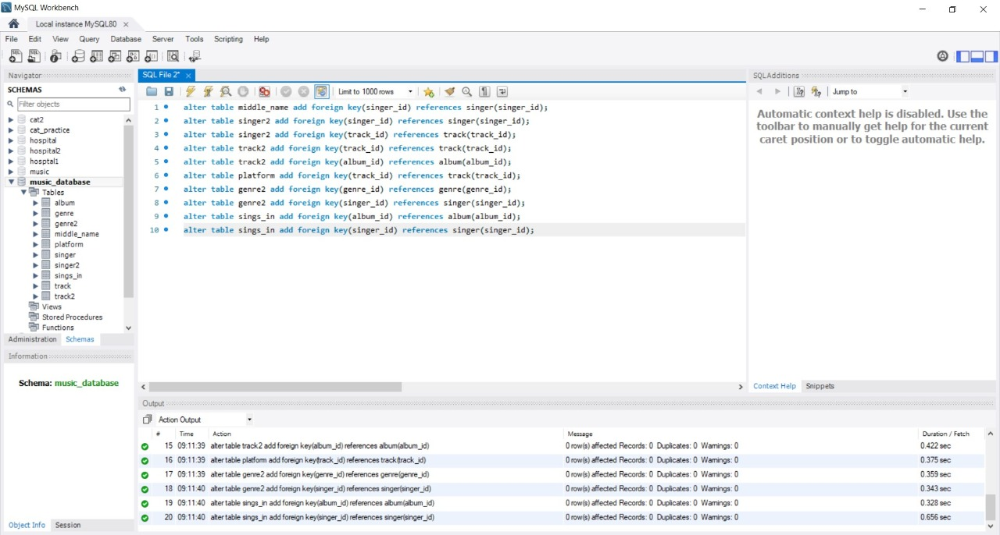 MySQL Workbench
Local instance MySQL80
File Edit View Query Database Server Tools Scripting Help
Navigator
SCHEMAS
Filter objects
cat2
cat_practice
hospital
hospital2
hosptal1
music
music_database
Tables
album
genre
genre2
middle_name
platform
singer
singer2
sings_in
track
track2
Views
Stored Procedures
Functions
Administration Schemas
Information
Schema: music_database
Object Info Session
SQL File 2*
Limit to 1000 rows
1 alter table middle_name add foreign key(singer_id) references singer(singer_id);
2 alter table singer2 add foreign key(singer_id) references singer(singer_id);
3 alter table singer2 add foreign key(track_id) references track(track_id);
4 alter table track2 add foreign key(track_id) references track(track_id);
5 alter table track2 add foreign key(album_id) references album(album_id);
6 alter table platform add foreign key(track_id) references track(track_id);
7 alter table genre2 add foreign key(genre_id) references genre(genre_id);
8 alter table genre2 add foreign key(singer_id) references singer(singer_id);
9 alter table sings_in add foreign key(album_id) references album(album_id);
10 alter table sings_in add foreign key(singer_id) references singer(singer_id);
SQLAdditions
Jump to
Automatic context help is disabled. Use the
toolbar to manually get help for the current
caret position or to toggle automatic help.
Context Help Snippets
Output
Action Output
# Time Action Message Duration / Fetch
15 09:11:39 alter table track2 add foreign key(album_id) references album(album_id) 0 row(s) affected Records: 0 Duplicates: 0 Warnings: 0 0.422 sec
16 09:11:39 alter table platform add foreign key(track_id) references track(track_id) 0 row(s) affected Records: 0 Duplicates: 0 Warnings: 0 0.375 sec
17 09:11:39 alter table genre2 add foreign key(genre_id) references genre(genre_id) 0 row(s) affected Records: 0 Duplicates: 0 Warnings: 0 0.359 sec
18 09:11:40 alter table genre2 add foreign key(singer_id) references singer(singer_id) 0 row(s) affected Records: 0 Duplicates: 0 Warnings: 0 0.343 sec
19 09:11:40 alter table sings_in add foreign key(album_id) references album(album_id) 0 row(s) affected Records: 0 Duplicates: 0 Warnings: 0 0.328 sec
20 09:11:40 alter table sings_in add foreign key(singer_id) references singer(singer_id) 0 row(s) affected Records: 0 Duplicates: 0 Warnings: 0 0.656 sec